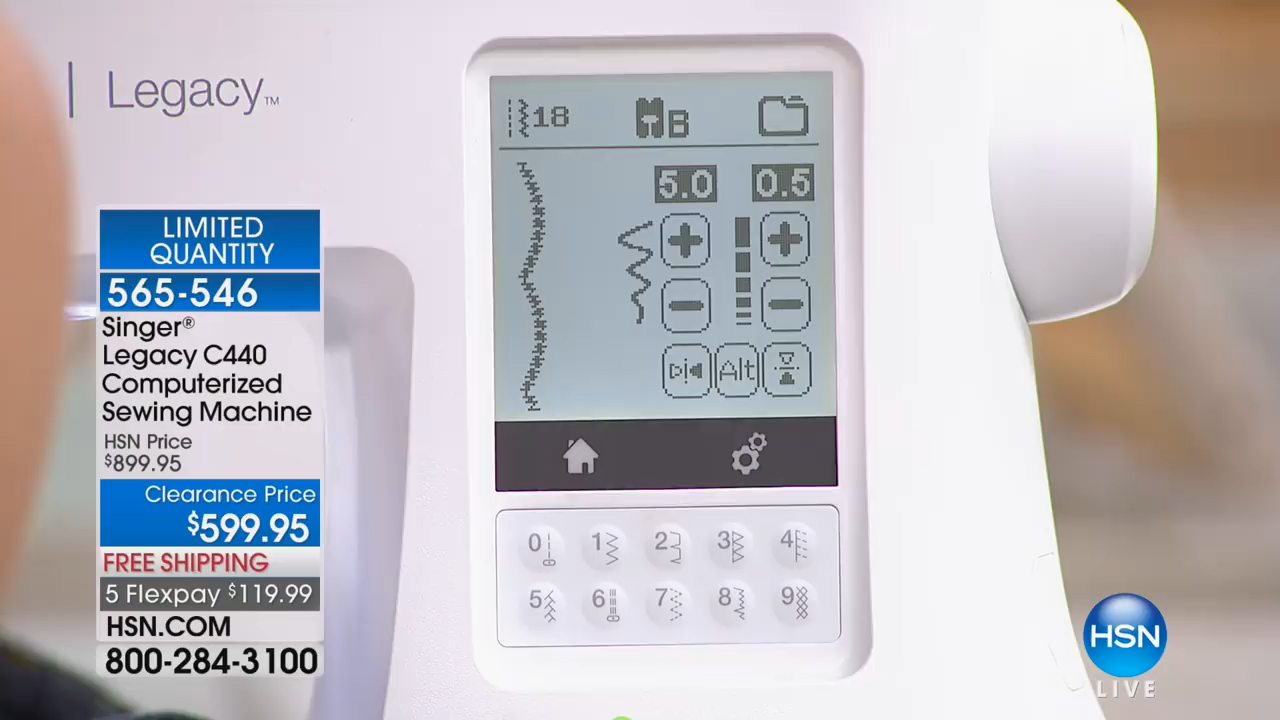 Legacy™
18
B
5.0
0.5
Alt
0
1
2
3
4
5
6
7
8
9
LIMITED
QUANTITY
565-546
Singer®
Legacy C440
Computerized
Sewing Machine
HSN Price
$899.95
Clearance Price
$599.95
FREE SHIPPING
5 Flexpay $119.99
HSN.COM
800-284-3100
HSN
LIVE